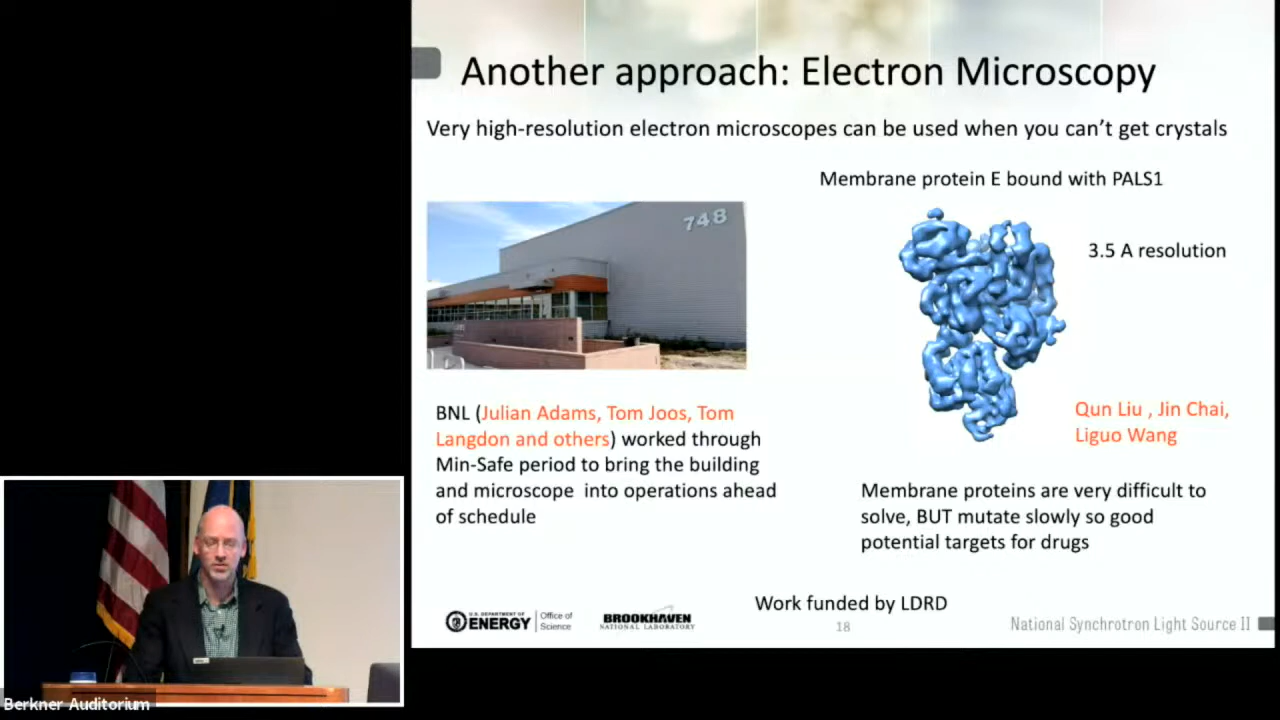 Another approach: Electron Microscopy
Very high-resolution electron microscopes can be used when you can't get crystals
Membrane protein E bound with PALS1
748
3.5 A resolution
BNL (Julian Adams, Tom Joos, Tom
Langdon and others) worked through
Min-Safe period to bring the building
and microscope into operations ahead
of schedule
Qun Liu , Jin Chai,
Liguo Wang
Membrane proteins are very difficult to
solve, BUT mutate slowly so good
potential targets for drugs
Work funded by LDRD
U.S. DEPARTMENT OF
ENERGY
Office of
Science
BROOKHAVEN
NATIONAL LABORATORY
18
National Synchrotron Light Source II
Berkner Auditorium